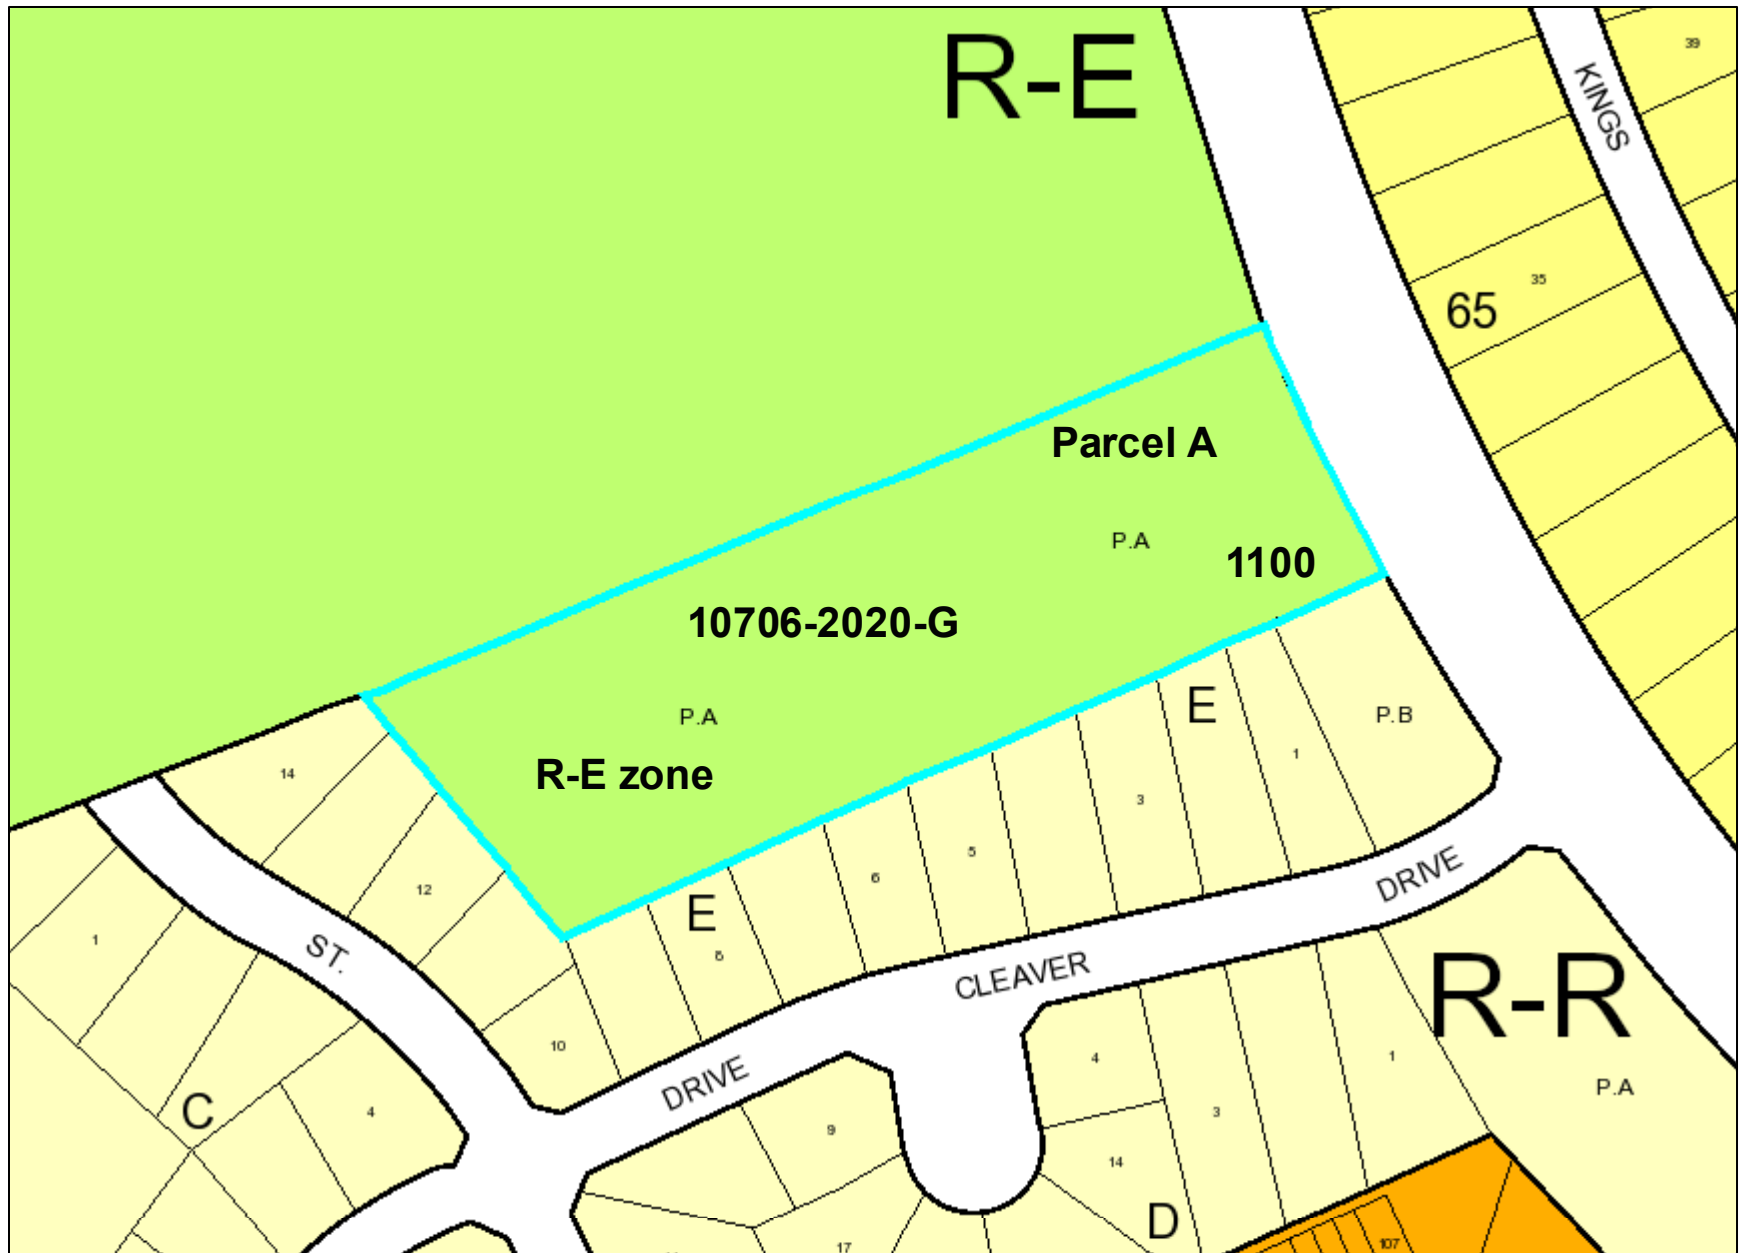 R-E
39
KINGS
35
65
Parcel A
P.A
1100
10706-2020-G
P.A
R-E zone
E
P.B
14
1
3
5
6
12
E
8
1
ST.
DRIVE
CLEAVER
R-R
10
DRIVE
4
1
P.A
C
4
9
3
14
D
17
107